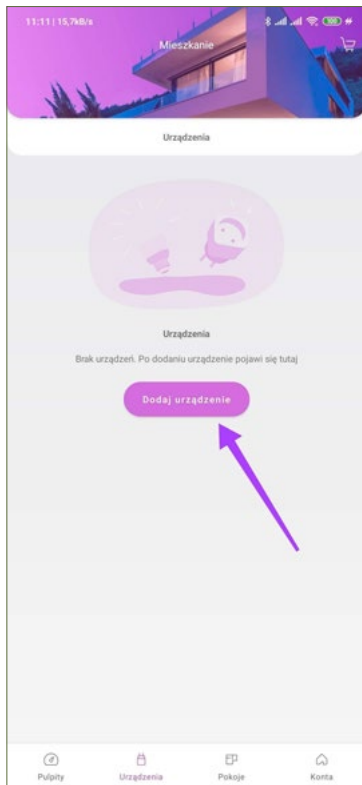 11:11 | 15,7kB/s
100
Mieszkanie
Urządzenia
Urządzenia
Brak urządzeń. Po dodaniu urządzenie pojawi się tutaj
Dodaj urządzenie
Pulpity
Urządzenia
Pokoje
Konta